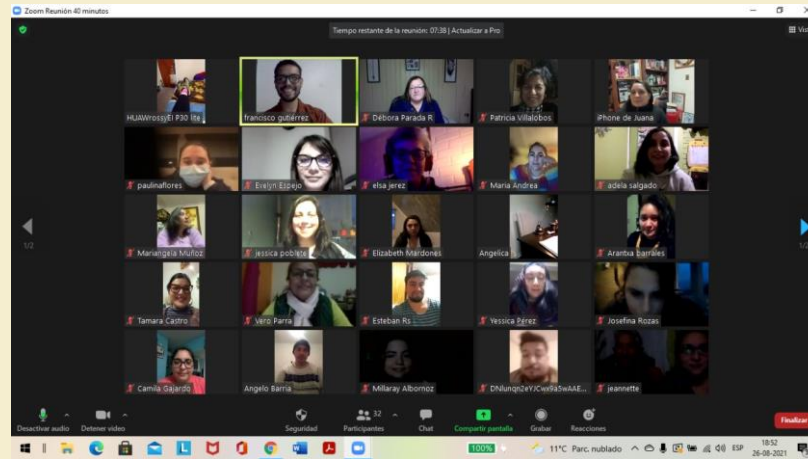 Zoom Reunión 40 minutos
Tiempo restante de la reunión: 07:38 | Actualizar a Pro
HUAWrossyEl P30 lite
francisco gutiérrez
Débora Parada R
Patricia Villalobos
iPhone de Juana
paulinaflores
Evelyn Espejo
elsa jerez
Maria Andrea
adela salgado
Mariangela Muñoz
jessica poblete
Elizabeth Mardones
Angelica
Arantxa barrales
1/2
Tamara Castro
Vero Parra
Esteban Rs
Yessica Pérez
Josefina Rozas
Camila Gajardo
Angelo Barria
Millaray Albornoz
jeannette
32
Desactivar audio
Detener video
Seguridad
Participantes
Chat
Compartir pantalla
Grabar
Reacciones
Finalizar
100%
11°C Parc. nublado
ESP
18:52
26-08-2021